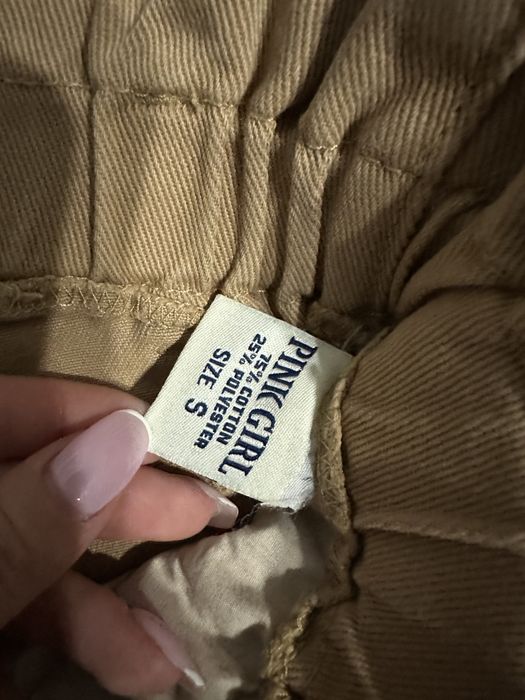 PINK GIRL
75% COTTON
25% POLYESTER
SIZE S